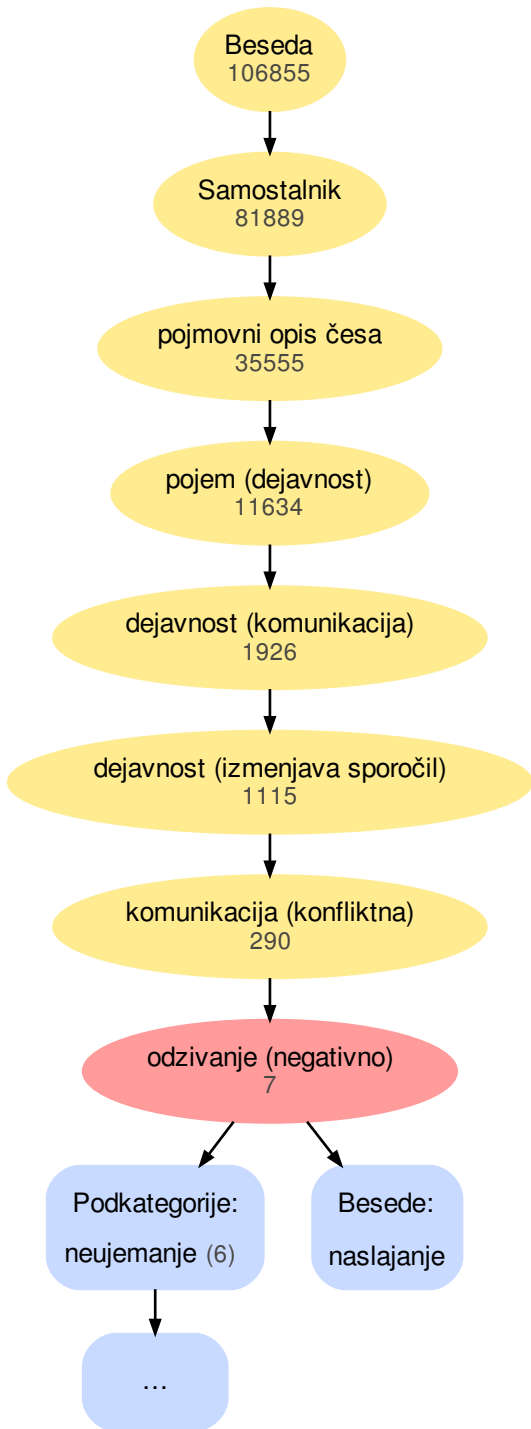 Beseda
106855
Samostalnik
81889
pojmovni opis česa
35555
pojem (dejavnost)
11634
dejavnost (komunikacija)
1926
dejavnost (izmenjava sporočil)
1115
komunikacija (konfliktna)
290
odzivanje (negativno)
7
Podkategorije:
neujemanje (6)
Besede:
naslajanje
...